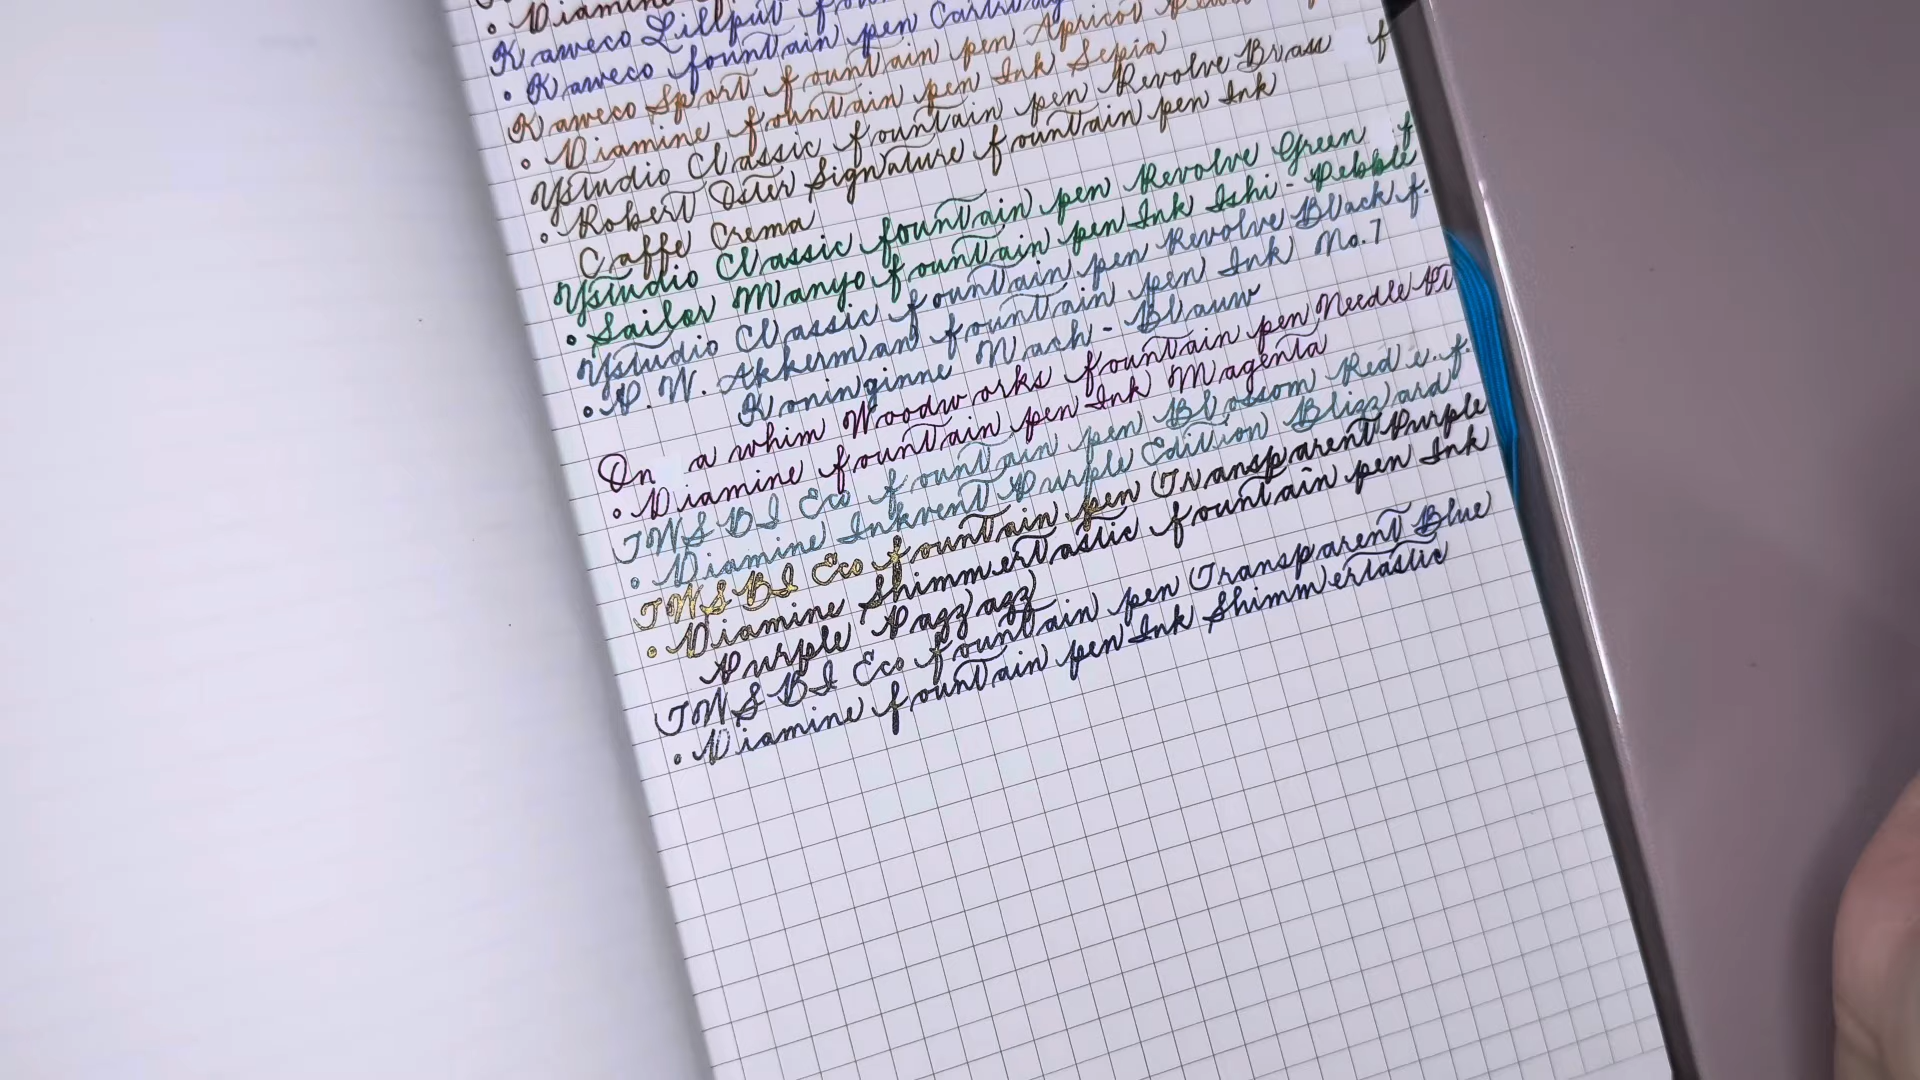 • Diamine
Kaweco Lilliput
• Kaweco fountain pen Cartridge
Kaweco Sport fountain pen Apricot
• Diamine fountain pen Ink Sepia
Ystudio Classic fountain pen Revolve Brass f
• Robert Oster Signature fountain pen Ink
Caffe Crema
Ystudio Classic fountain pen Revolve Green f
• Sailor Manyo fountain pen Ink Ishi - Pebble
Ystudio Classic fountain pen Revolve Black f.
• P. W. Akkerman fountain pen Ink No. 7
Koninginne Nach - Blauw
On a whim Woodworks fountain pen Needle
• Diamine fountain pen Ink Magenta
TWSBI Eco fountain pen Blossom Red e.f.
• Diamine Inkvent Purple Edition Blizzard
TWSBI Eco fountain pen Transparent Purple
• Diamine Shimmertastic fountain pen Ink
Purple Pazzazz
TWSBI Eco fountain pen Transparent Blue
• Diamine fountain pen Ink Shimmertastic